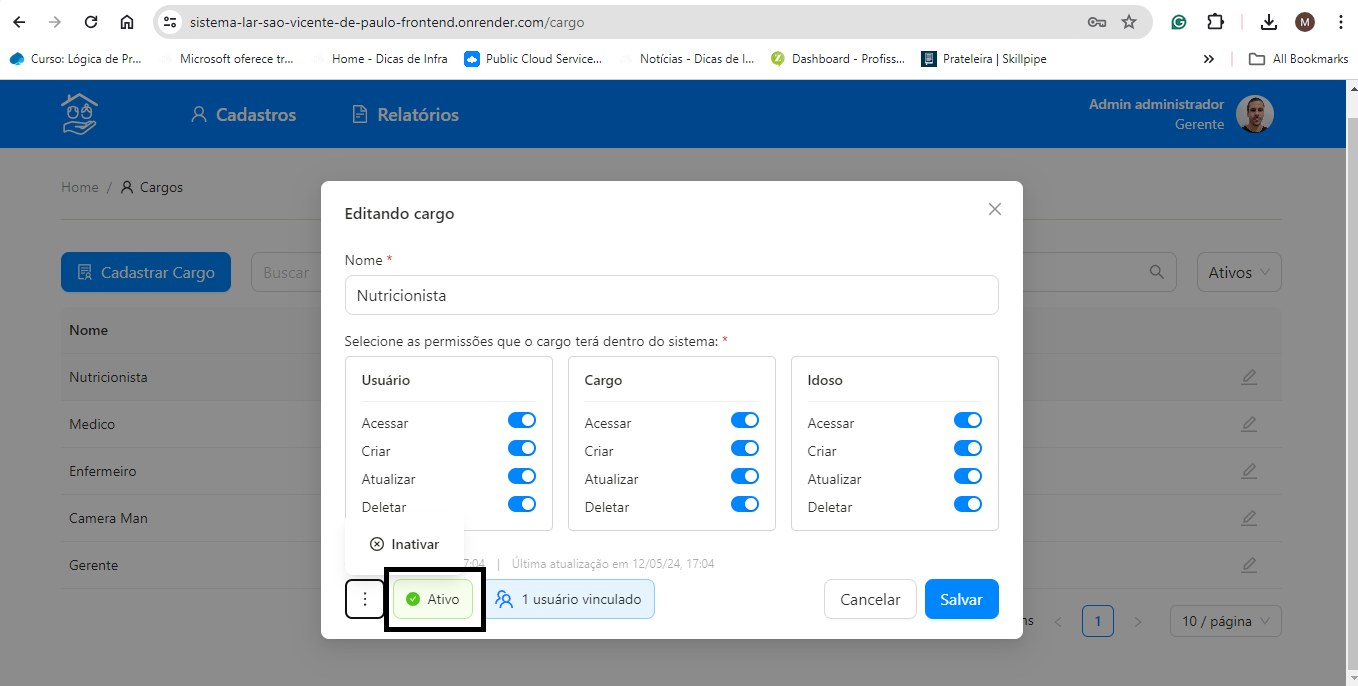 sistema-lar-sao-vicente-de-paulo-frontend.onrender.com/cargo
M
Curso: Lógica de Pr... Microsoft oferece tr... Home - Dicas de Infra Public Cloud Service... Notícias - Dicas de I... Dashboard - Profiss... Prateleira | Skillpipe » All Bookmarks
Cadastros Relatórios
Admin administrador
Gerente
Home / Cargos
Editando cargo
Nome *
Nutricionista
Cadastrar Cargo Buscar Ativos
Selecione as permissões que o cargo terá dentro do sistema: *
Usuário Cargo Idoso
Acessar Acessar Acessar
Criar Criar Criar
Atualizar Atualizar Atualizar
Deletar Deletar Deletar
Inativar
7:04 | Última atualização em 12/05/24, 17:04
Ativo 1 usuário vinculado Cancelar Salvar
Nome
Nutricionista
Medico
Enfermeiro
Camera Man
Gerente
< 1 > 10 / página